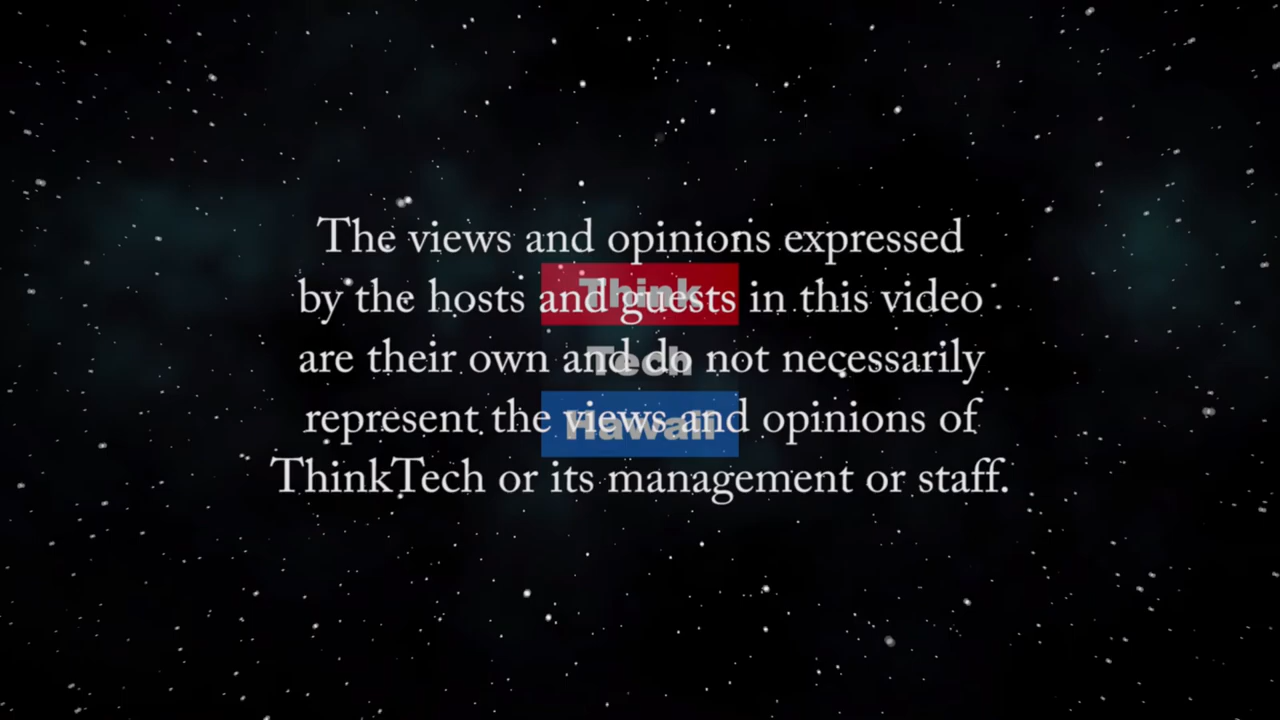 The views and opinions expressed
by the hosts and guests in this video
are their own and do not necessarily
represent the views and opinions of
ThinkTech or its management or staff.
Think
Tech
Hawaii